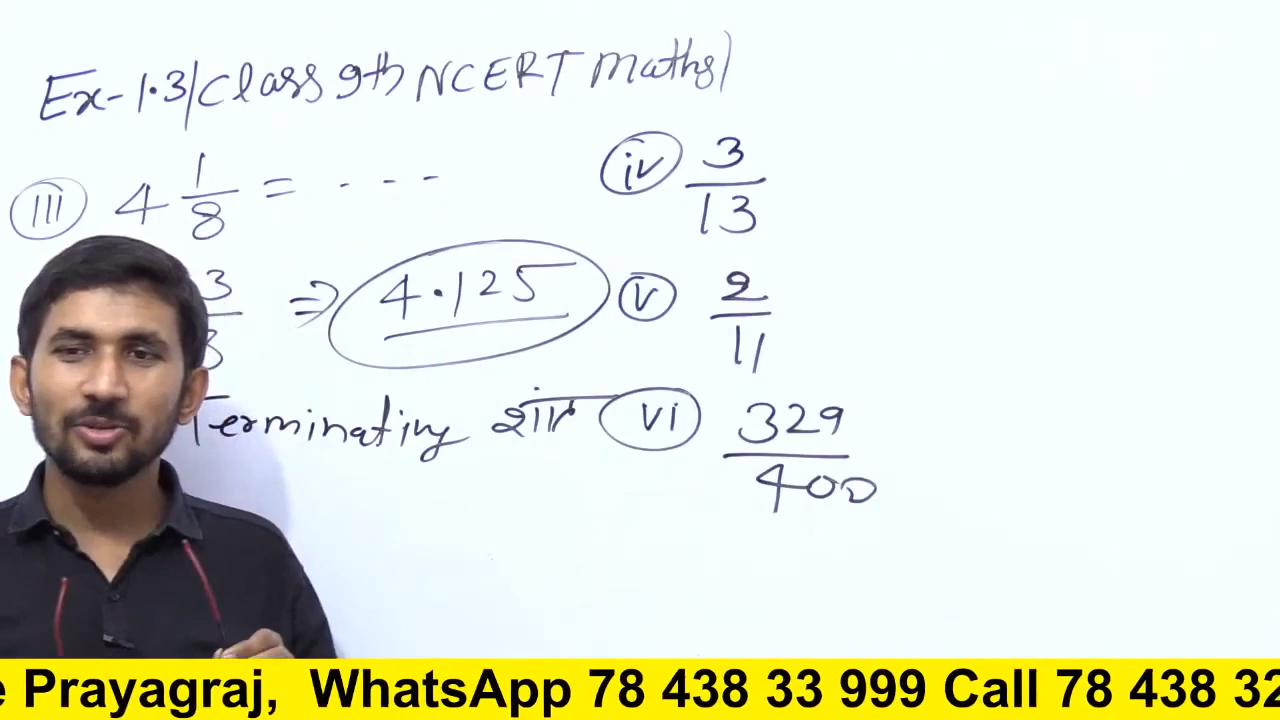 Ex-1.3/Class 9th NCERT Maths)
iii 4 1/8 = . - - -
3/3 ⇒ 4.125
Terminating
iv 3/13
v 2/11
vi 329/400
e Prayagraj, WhatsApp 78 438 33 999 Call 78 438 32